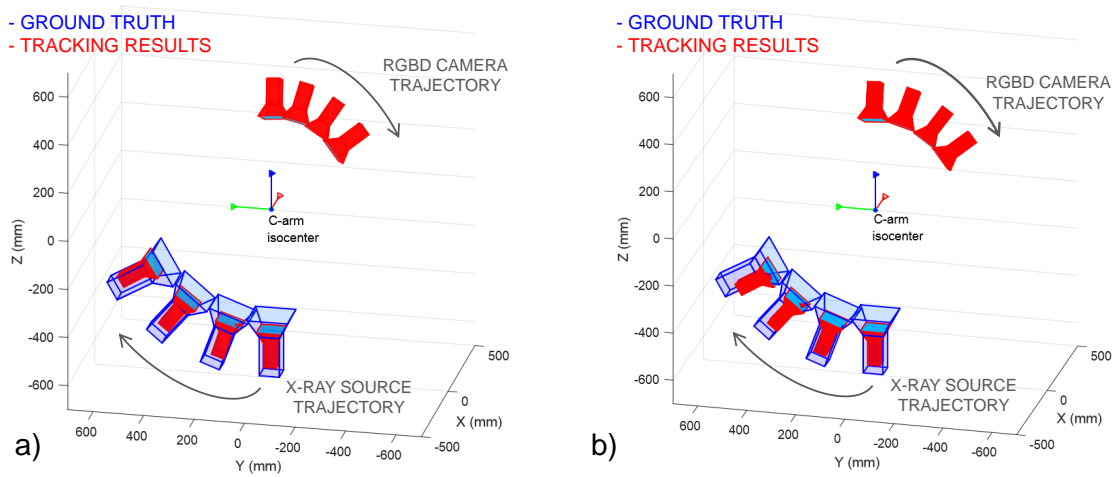 - GROUND TRUTH
- TRACKING RESULTS
RGBD CAMERA
TRAJECTORY
600
400
200
0
-200
-400
-600
Z (mm)
C-arm
isocenter
X-RAY SOURCE
TRAJECTORY
500
0
-500
X (mm)
600
400
200
0
-200
-400
-600
Y (mm)
a)
- GROUND TRUTH
- TRACKING RESULTS
RGBD CAMERA
TRAJECTORY
600
400
200
0
-200
-400
-600
Z (mm)
C-arm
isocenter
X-RAY SOURCE
TRAJECTORY
500
0
-500
X (mm)
600
400
200
0
-200
-400
-600
Y (mm)
b)